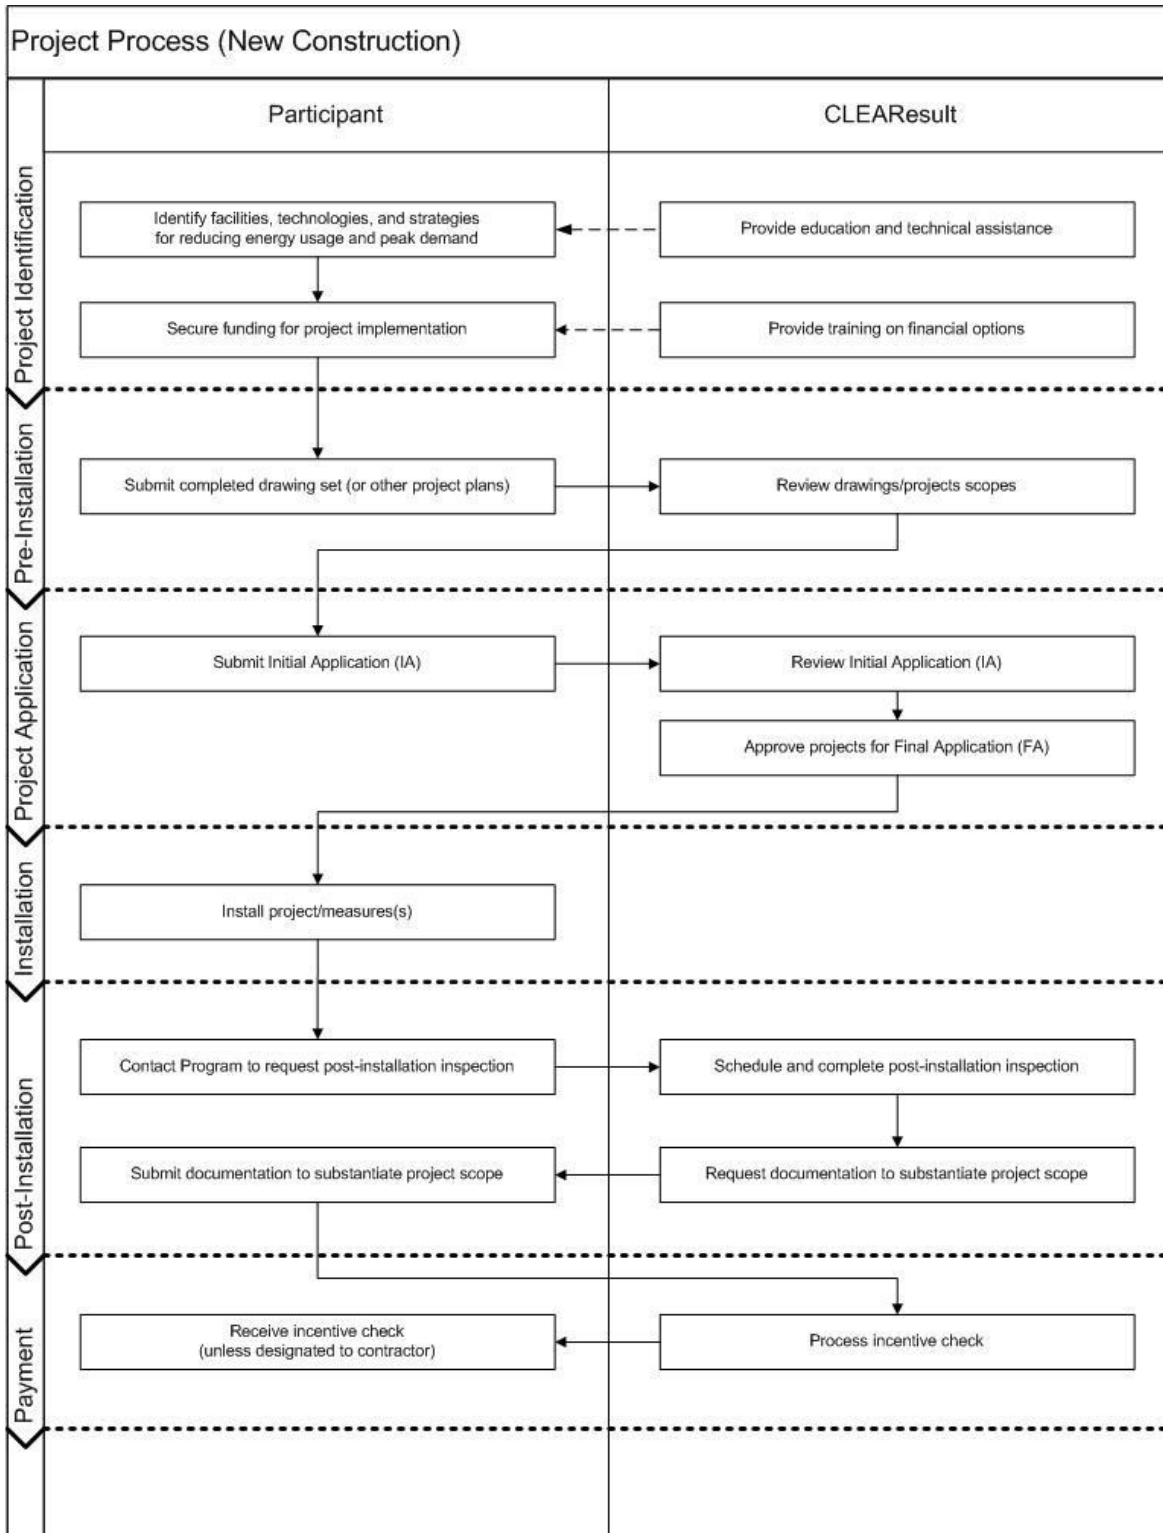 Project Process (New Construction)
Participant
CLEAResult
Project Identification
Identify facilities, technologies, and strategies
for reducing energy usage and peak demand
Provide education and technical assistance
Secure funding for project implementation
Provide training on financial options
Pre-Installation
Submit completed drawing set (or other project plans)
Review drawings/projects scopes
Project Application
Submit Initial Application (IA)
Review Initial Application (IA)
Approve projects for Final Application (FA)
Installation
Install project/measures(s)
Post-Installation
Contact Program to request post-installation inspection
Schedule and complete post-installation inspection
Submit documentation to substantiate project scope
Request documentation to substantiate project scope
Payment
Receive incentive check
(unless designated to contractor)
Process incentive check